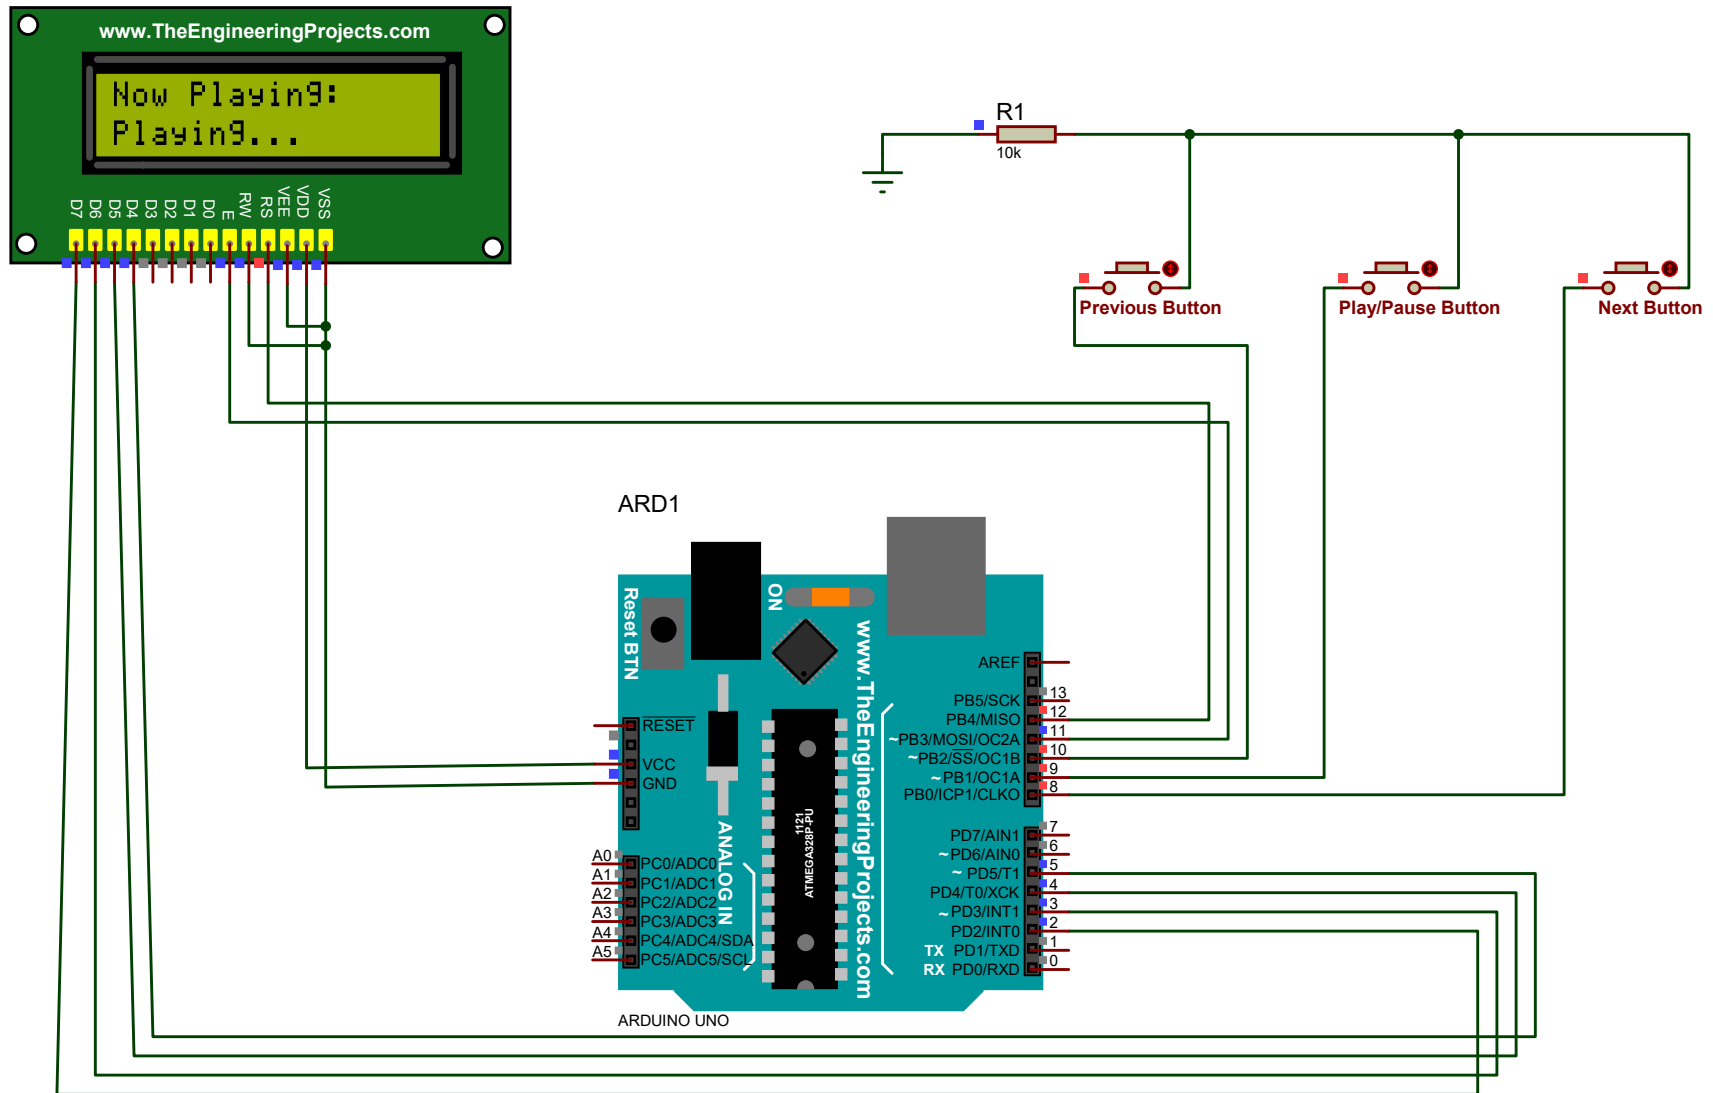 www.TheEngineeringProjects.com
Now Playing:
Playing...
D7 D6 D5 D4 D3 D2 D1 D0 E RW RS VEE VDD VSS
R1
10k
Previous Button
Play/Pause Button
Next Button
ARD1
Reset BTN
ON
www.TheEngineeringProjects.com
ANALOG IN
1121
ATMEGA328P-PU
RESET
VCC
GND
A0 PC0/ADC0
A1 PC1/ADC1
A2 PC2/ADC2
A3 PC3/ADC3
A4 PC4/ADC4/SDA
A5 PC5/ADC5/SCL
AREF
PB5/SCK 13
PB4/MISO 12
~PB3/MOSI/OC2A 11
~PB2/SS/OC1B 10
~PB1/OC1A 9
PB0/ICP1/CLKO 8
PD7/AIN1 7
~PD6/AIN0 6
~PD5/T1 5
PD4/T0/XCK 4
~PD3/INT1 3
PD2/INT0 2
TX PD1/TXD 1
RX PD0/RXD 0
ARDUINO UNO